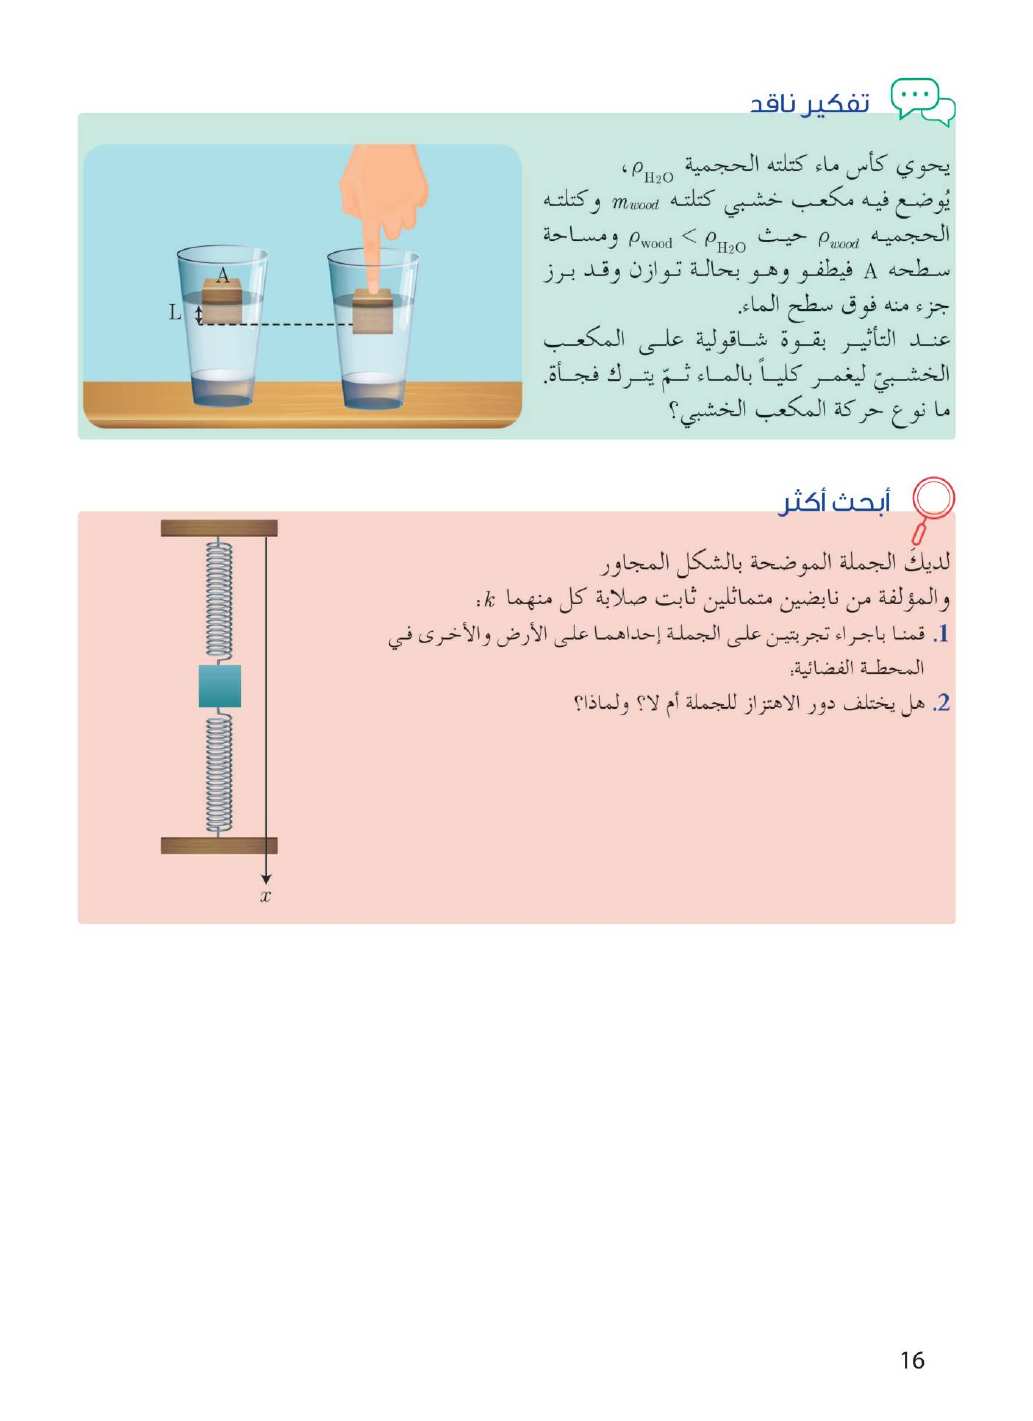 تفكير ناقد
يحوي كأس ماء كتلته الحجمية ρH₂O،
يُوضع فيه مكعب خشبي كتلته mwood وكتلته
الحجميه ρwood حيث ρwood < ρH₂O ومساحة
سطحه A فيطفو وهو بحالة توازن وقد برز
جزء منه فوق سطح الماء.
عند التأثير بقوة شاقولية على المكعب
الخشبيّ ليغمر كلياً بالماء ثمّ يترك فجأة.
ما نوع حركة المكعب الخشبي؟
A
L
أبحث أكثر
لديكَ الجملة الموضحة بالشكل المجاور
والمؤلفة من نابضين متماثلين ثابت صلابة كل منهما k:
1. قمنا باجراء تجربتين على الجملة إحداهما على الأرض والأخرى في
المحطة الفضائية:
2. هل يختلف دور الاهتزاز للجملة أم لا؟ ولماذا؟
x
16